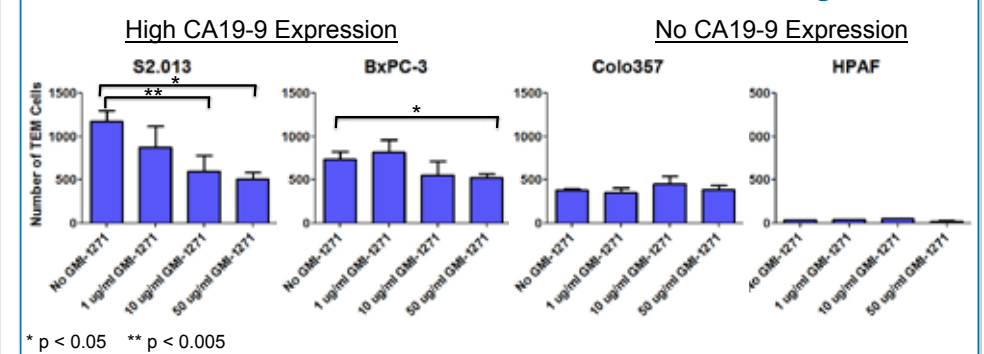 High CA19-9 Expression
No CA19-9 Expression
S2.013
BxPC-3
Colo357
HPAF
Number of TEM Cells
1500
1000
500
0
*
**
No GMI-1271
1 ug/ml GMI-1271
10 ug/ml GMI-1271
50 ug/ml GMI-1271
1500
1000
500
0
*
No GMI-1271
1 ug/ml GMI-1271
10 ug/ml GMI-1271
50 ug/ml GMI-1271
1500
1000
500
0
No GMI-1271
1 ug/ml GMI-1271
10 ug/ml GMI-1271
50 ug/ml GMI-1271
500
000
500
0
No GMI-1271
1 ug/ml GMI-1271
10 ug/ml GMI-1271
50 ug/ml GMI-1271
* p < 0.05 ** p < 0.005